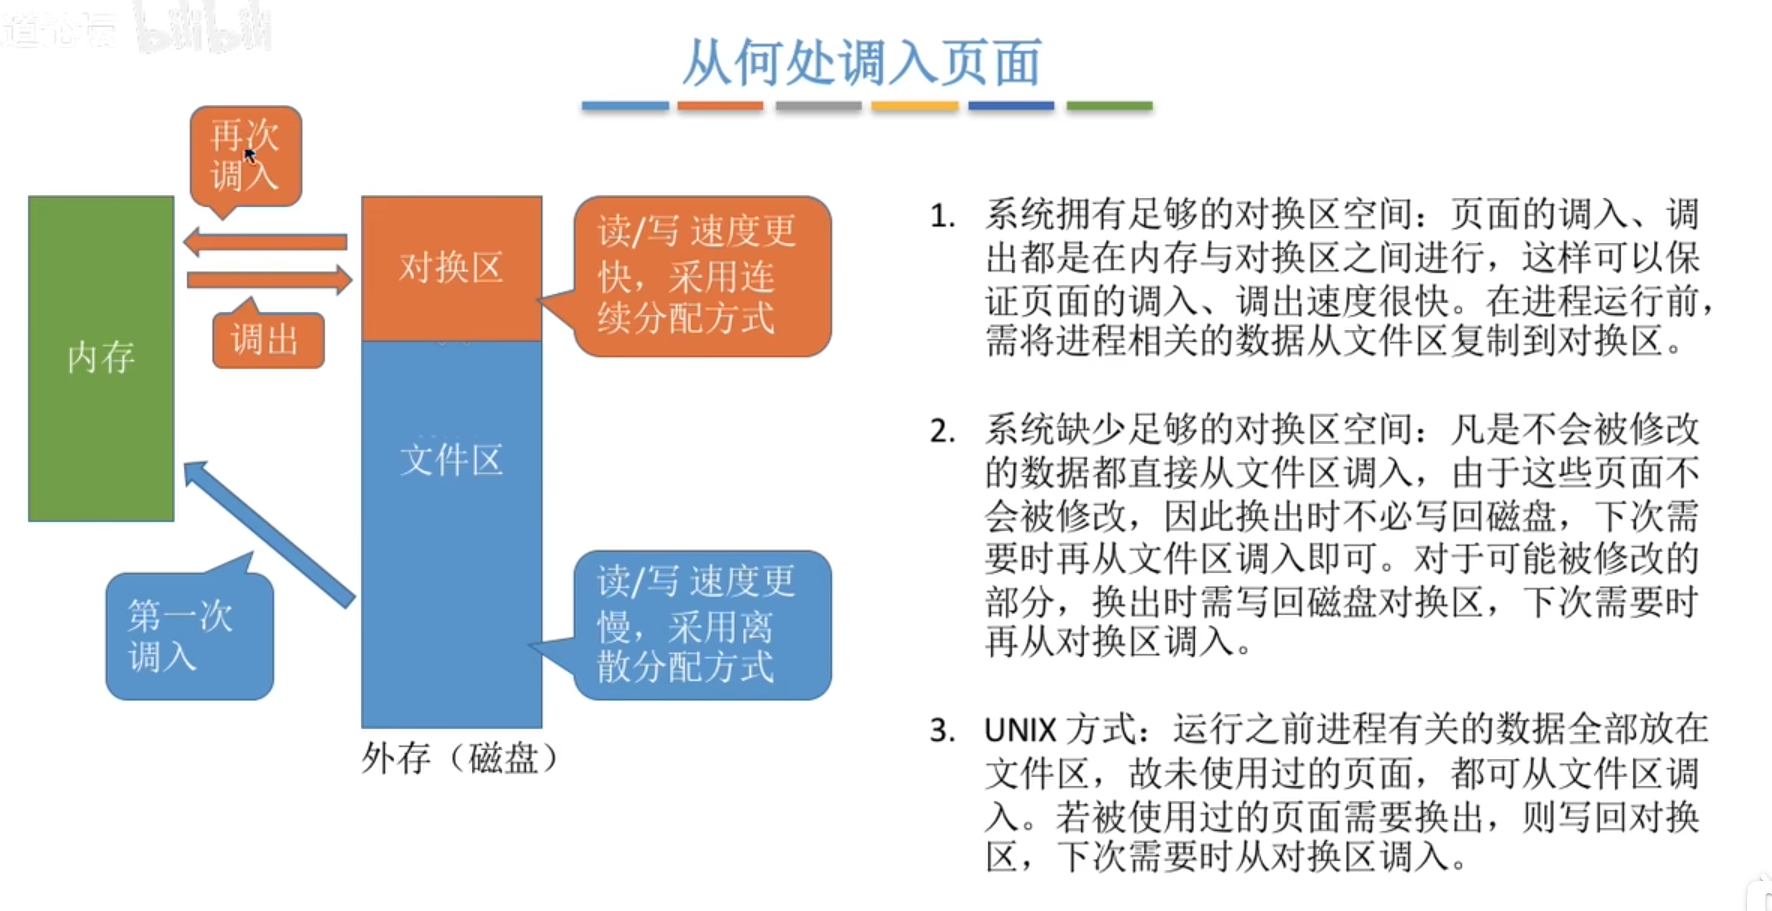 道论坛 bilibili
从何处调入页面
再次
调入
调出
内存
对换区
读/写 速度更
快，采用连
续分配方式
文件区
第一次
调入
读/写 速度更
慢，采用离
散分配方式
外存（磁盘）
1. 系统拥有足够的对换区空间：页面的调入、调
出都是在内存与对换区之间进行，这样可以保
证页面的调入、调出速度很快。在进程运行前，
需将进程相关的数据从文件区复制到对换区。
2. 系统缺少足够的对换区空间：凡是不会被修改
的数据都直接从文件区调入，由于这些页面不
会被修改，因此换出时不必写回磁盘，下次需
要时再从文件区调入即可。对于可能被修改的
部分，换出时需写回磁盘对换区，下次需要时
再从对换区调入。
3. UNIX 方式：运行之前进程有关的数据全部放在
文件区，故未使用过的页面，都可从文件区调
入。若被使用过的页面需要换出，则写回对换
区，下次需要时从对换区调入。